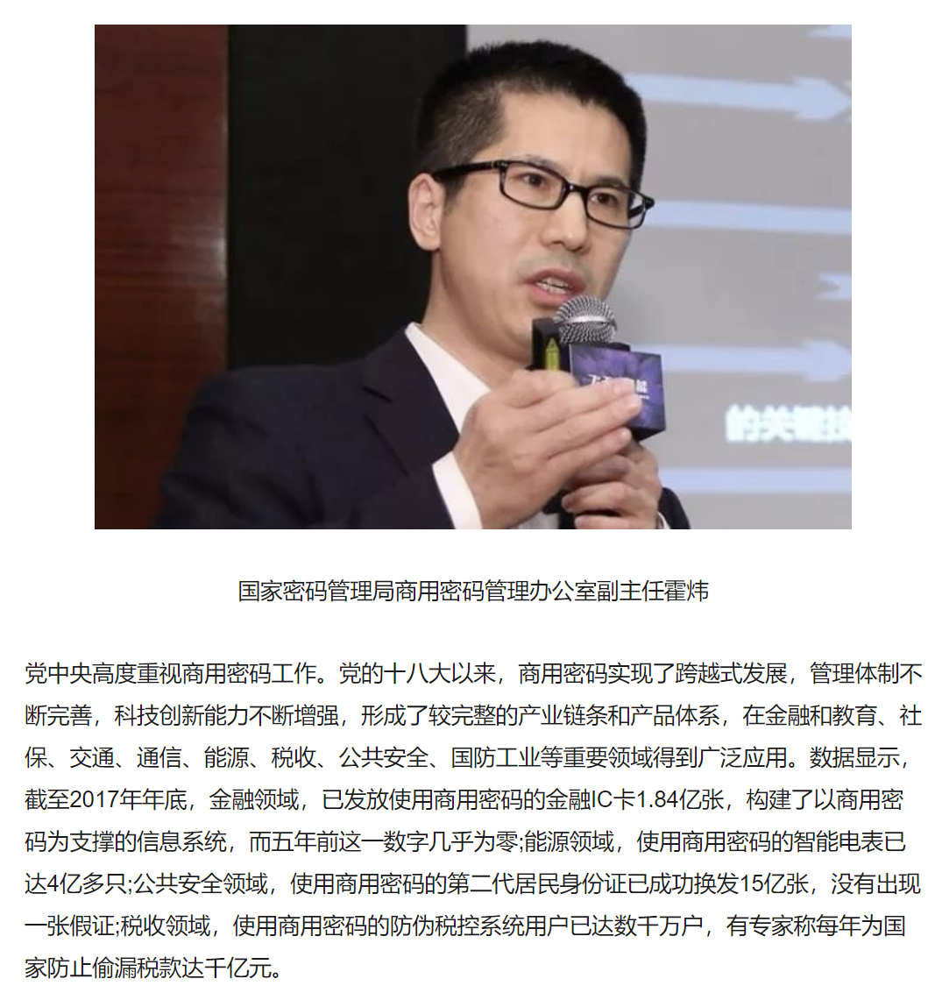 的关键技
国家密码管理局商用密码管理办公室副主任霍炜
党中央高度重视商用密码工作。党的十八大以来，商用密码实现了跨越式发展，管理体制不
断完善，科技创新能力不断增强，形成了较完整的产业链条和产品体系，在金融和教育、社
保、交通、通信、能源、税收、公共安全、国防工业等重要领域得到广泛应用。数据显示，
截至2017年年底，金融领域，已发放使用商用密码的金融IC卡1.84亿张，构建了以商用密
码为支撑的信息系统，而五年前这一数字几乎为零;能源领域，使用商用密码的智能电表已
达4亿多只;公共安全领域，使用商用密码的第二代居民身份证已成功换发15亿张，没有出现
一张假证;税收领域，使用商用密码的防伪税控系统用户已达数千万户，有专家称每年为国
家防止偷漏税款达千亿元。